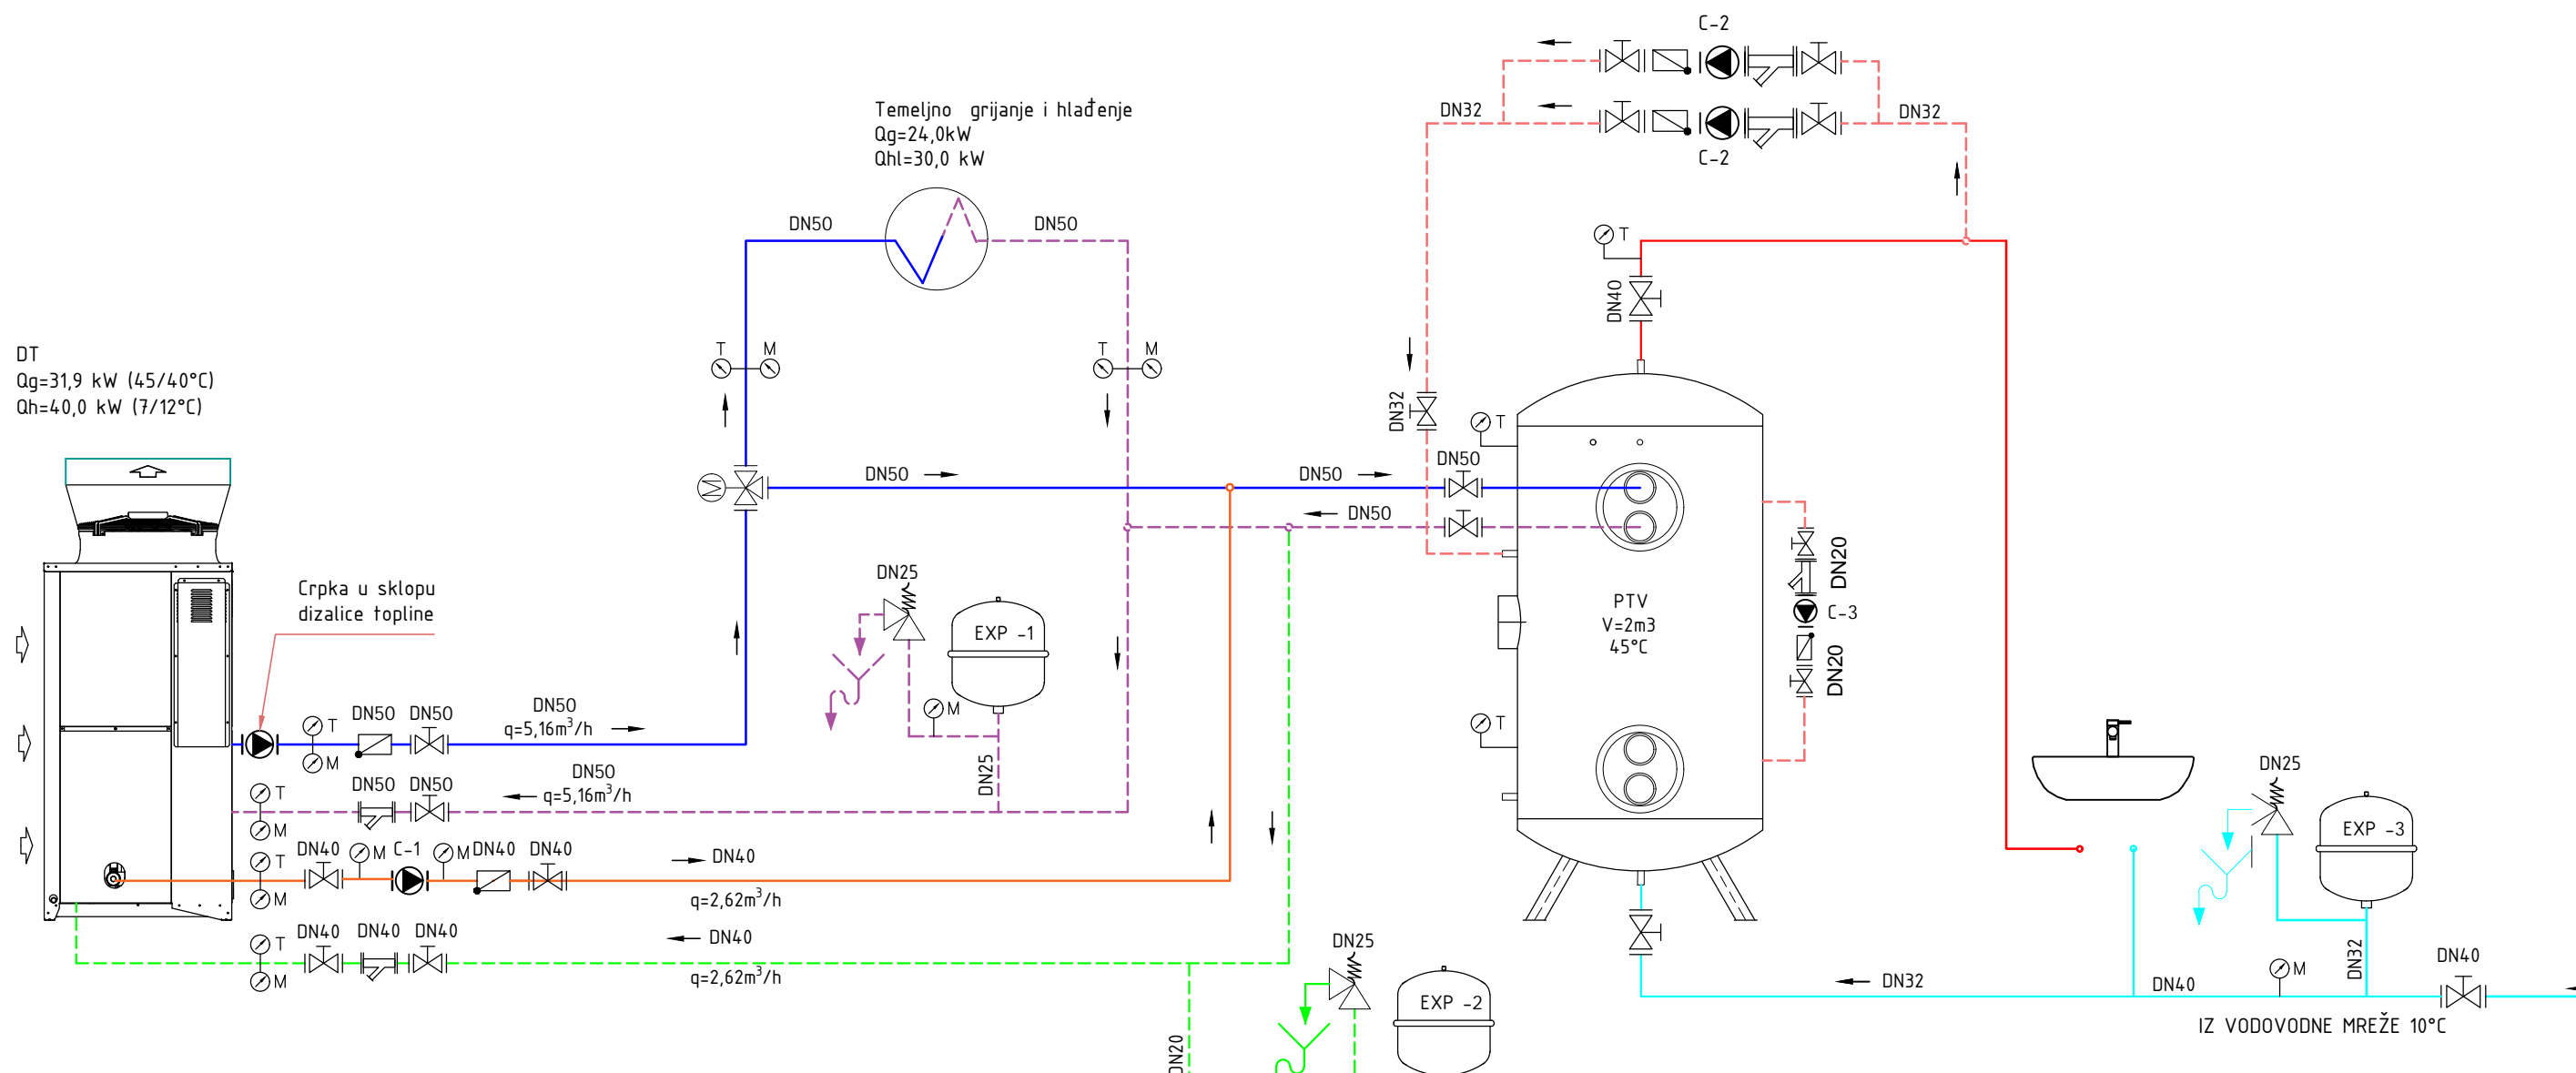 C-2
DN32
DN32
C-2
Temeljno grijanje i hlađenje
Qg=24,0kW
Qhl=30,0 kW
DN50
DN50
T
DN40
DT
Qg=31,9 kW (45/40°C)
Qh=40,0 kW (7/12°C)
T
M
T
M
DN32
T
DN50
DN50
DN50
DN50
DN25
EXP -1
Crpka u sklopu
dizalice topline
PTV
V=2m3
45°C
DN20
C-3
DN20
T
M
DN50
DN50
DN50
q=5,16m³/h
T
M
DN25
DN50
DN50
q=5,16m³/h
T
M
DN25
EXP -3
T
M
DN40
M
C-1
M
DN40
DN40
DN40
q=2,62m³/h
T
M
DN40
DN40
DN40
DN40
q=2,62m³/h
DN20
DN25
EXP -2
DN32
DN40
M
DN32
DN40
IZ VODOVODNE MREŽE 10°C